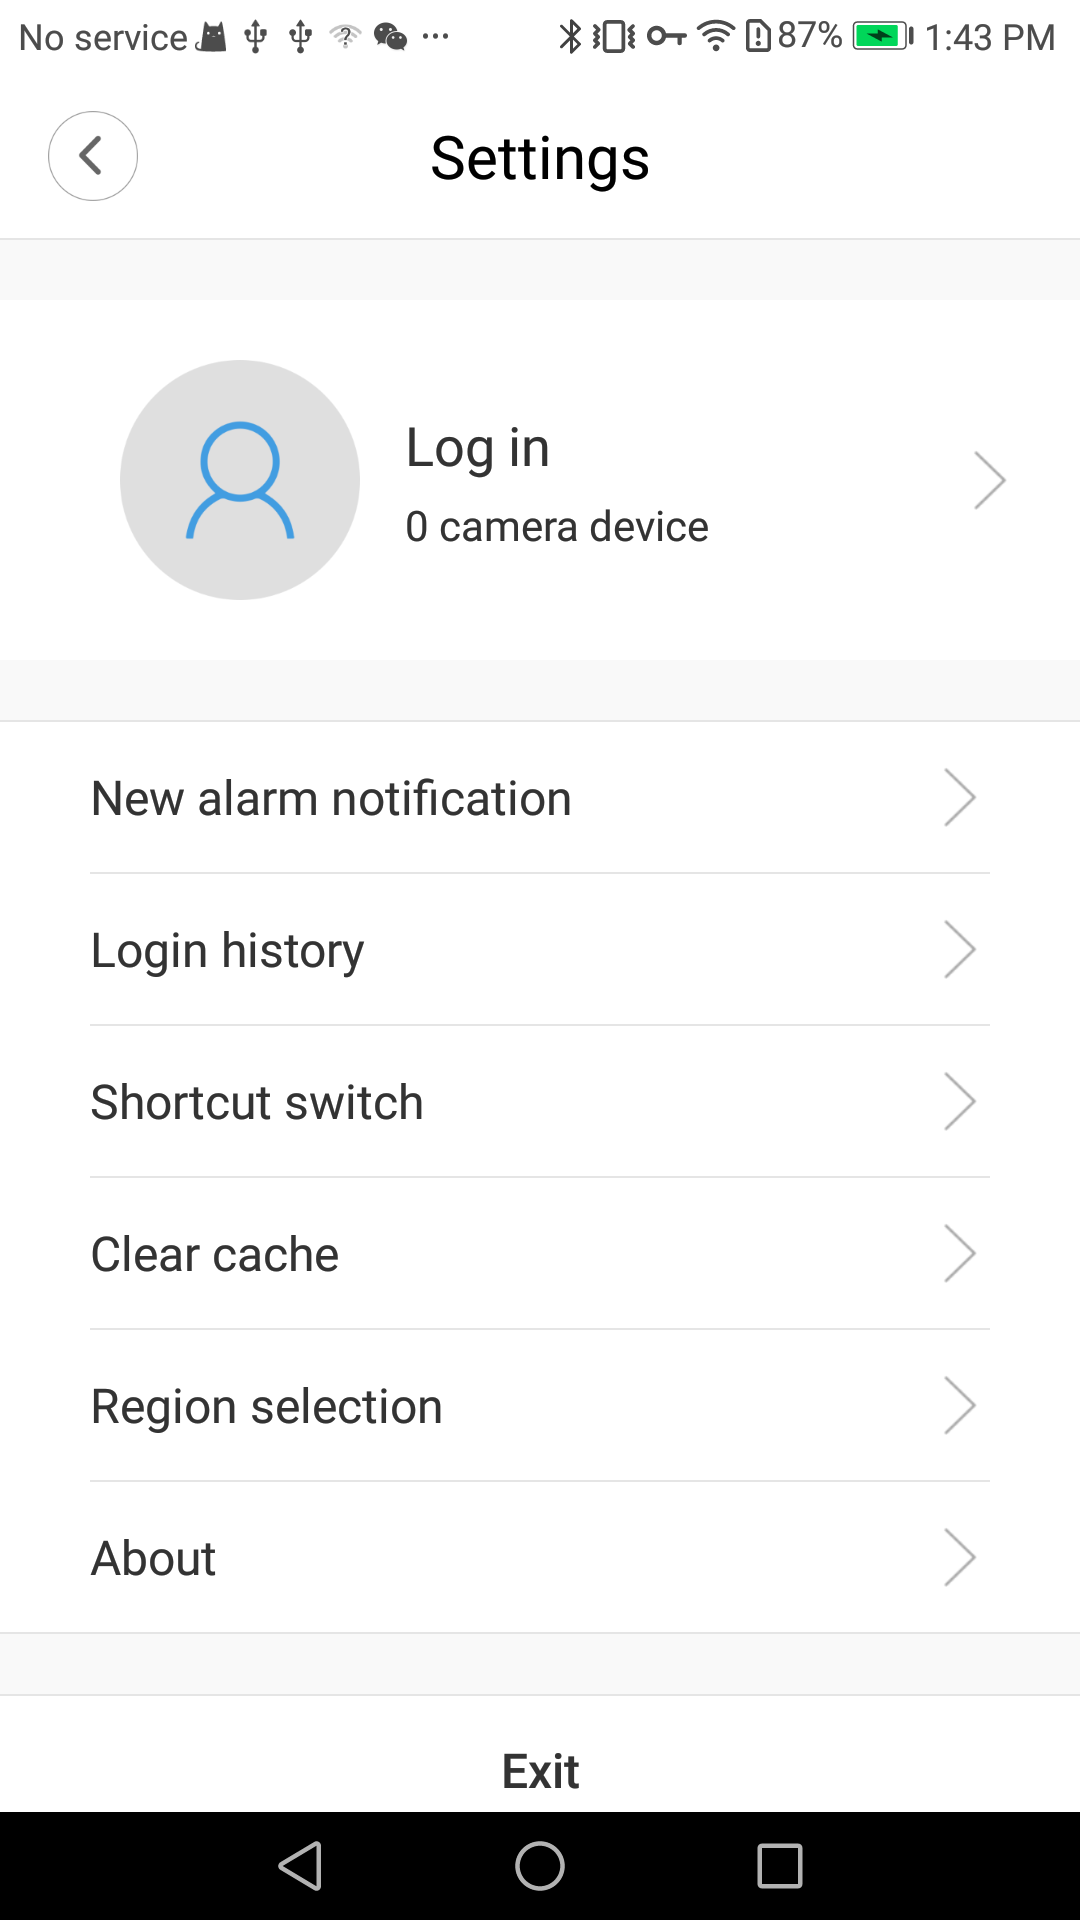 No service 87% 1:43 PM
Settings
Log in
0 camera device
New alarm notification
Login history
Shortcut switch
Clear cache
Region selection
About
Exit